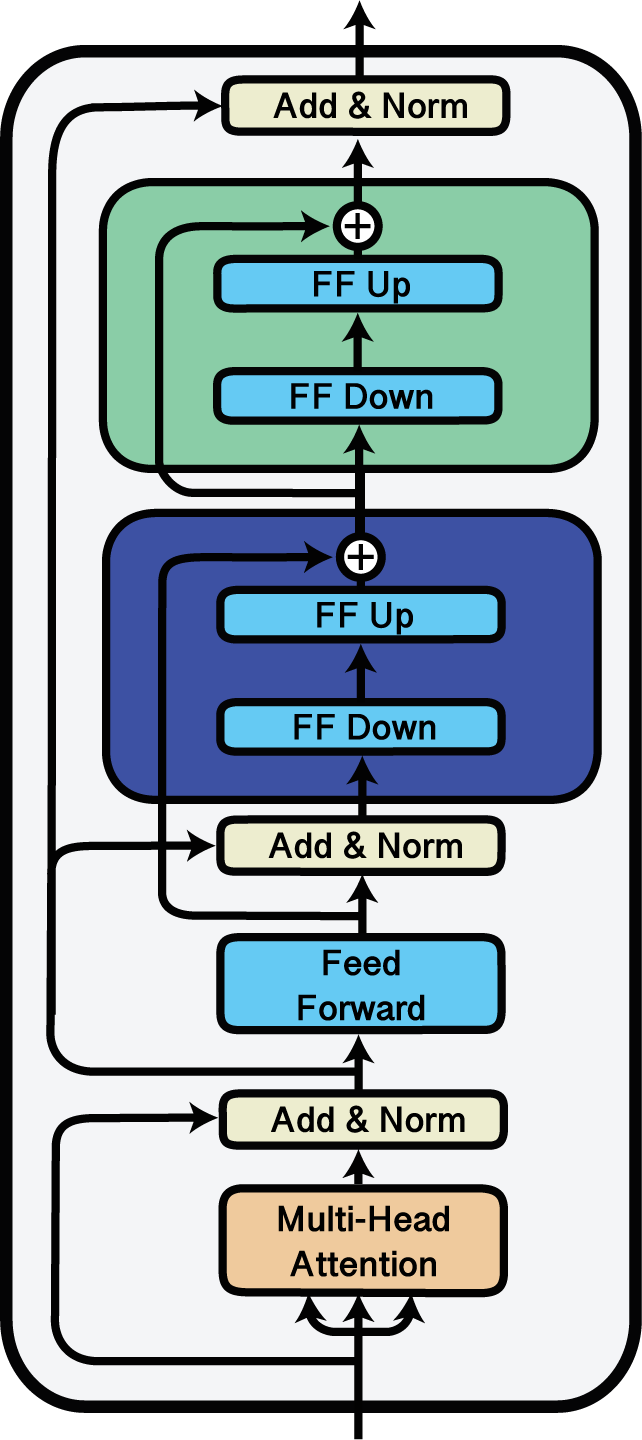 Add & Norm
FF Up
FF Down
FF Up
FF Down
Add & Norm
Feed
Forward
Add & Norm
Multi-Head
Attention